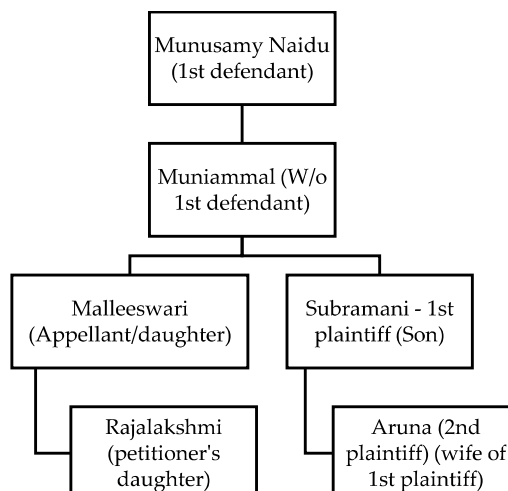 Munusamy Naidu
(1st defendant)
Muniammal (W/o
1st defendant)
Malleeswari
(Appellant/daughter)
Subramani - 1st
plaintiff (Son)
Rajalakshmi
(petitioner's
daughter)
Aruna (2nd
plaintiff) (wife of
1st plaintiff)